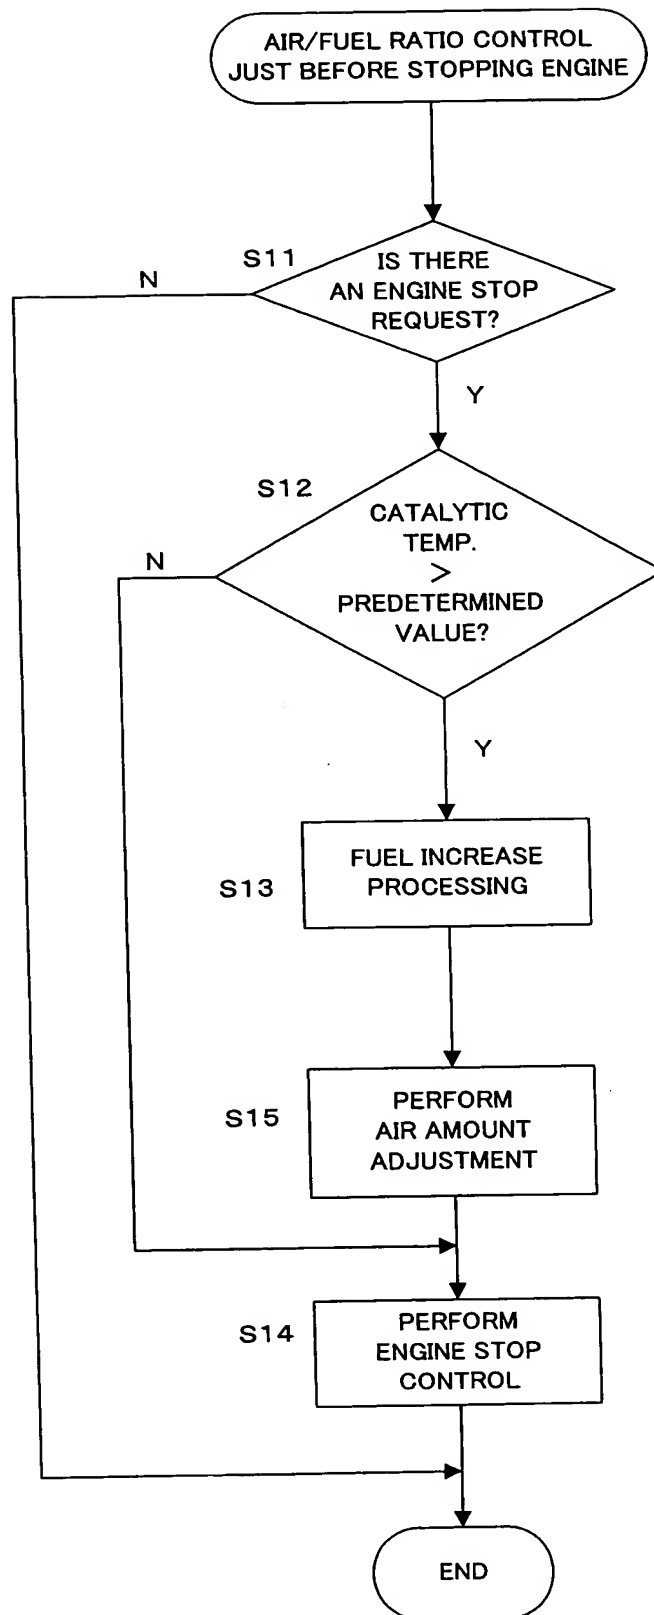 AIR/FUEL RATIO CONTROL
JUST BEFORE STOPPING ENGINE
S11
IS THERE
AN ENGINE STOP
REQUEST?
N
Y
S12
CATALYTIC
TEMP.
>
PREDETERMINED
VALUE?
N
Y
S13
FUEL INCREASE
PROCESSING
S15
PERFORM
AIR AMOUNT
ADJUSTMENT
S14
PERFORM
ENGINE STOP
CONTROL
END